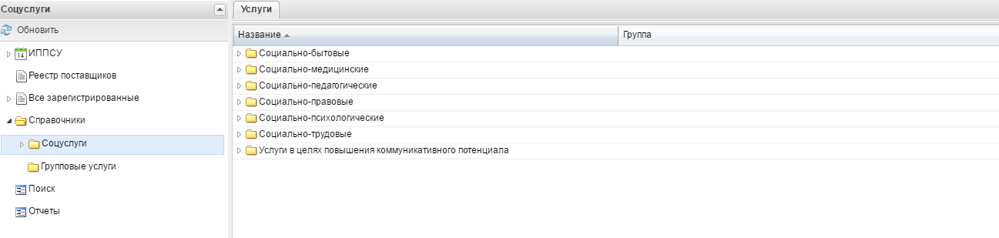 Соцуслуги
Обновить
ИППСУ
Реестр поставщиков
Все зарегистрированные
Справочники
Соцуслуги
Групповые услуги
Поиск
Отчеты
Услуги
Название Группа
Социально-бытовые
Социально-медицинские
Социально-педагогические
Социально-правовые
Социально-психологические
Социально-трудовые
Услуги в целях повышения коммуникативного потенциала